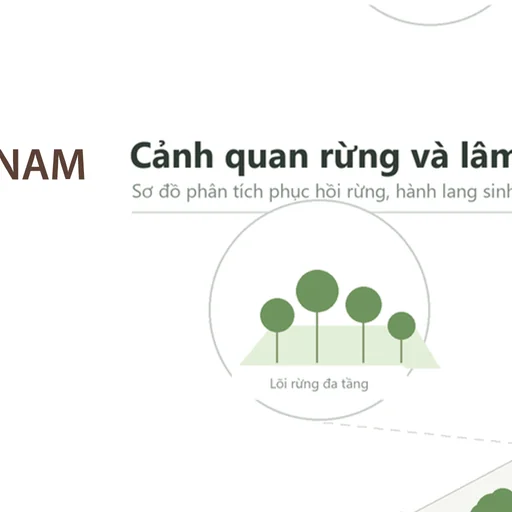 NAM
Cảnh quan rừng và lâm
Sơ đồ phân tích phục hồi rừng, hành lang sinh
Lõi rừng đa tầng